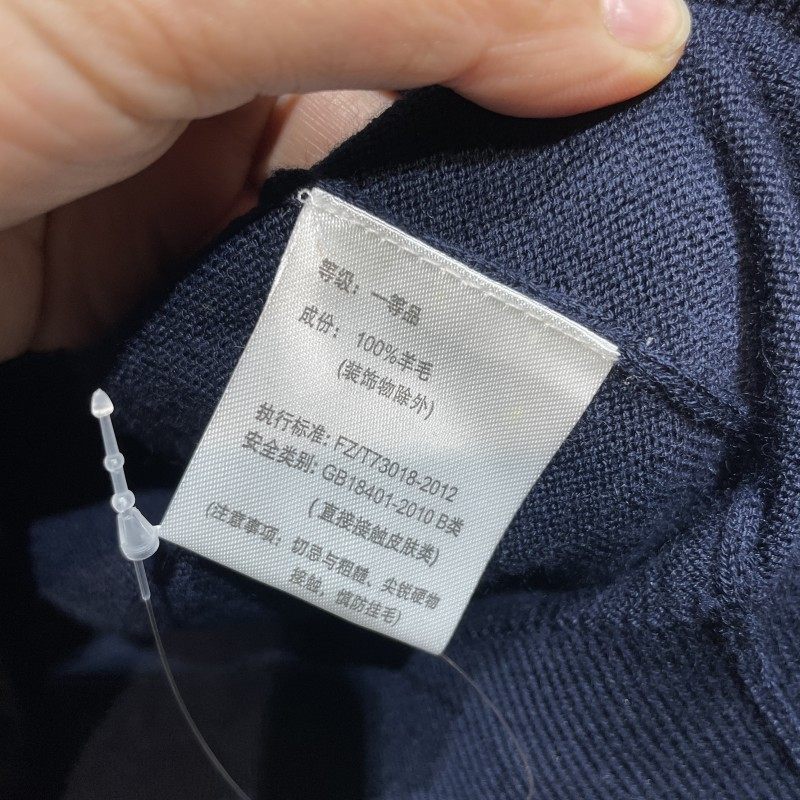 等级：一等品
成份：100%羊毛
(装饰物除外)
执行标准: FZ/T73018-2012
安全类别: GB18401-2010 B类
(直接接触皮肤类)
(注意事项：切忌与粗糙、尖锐硬物
接触，慎防挂毛)